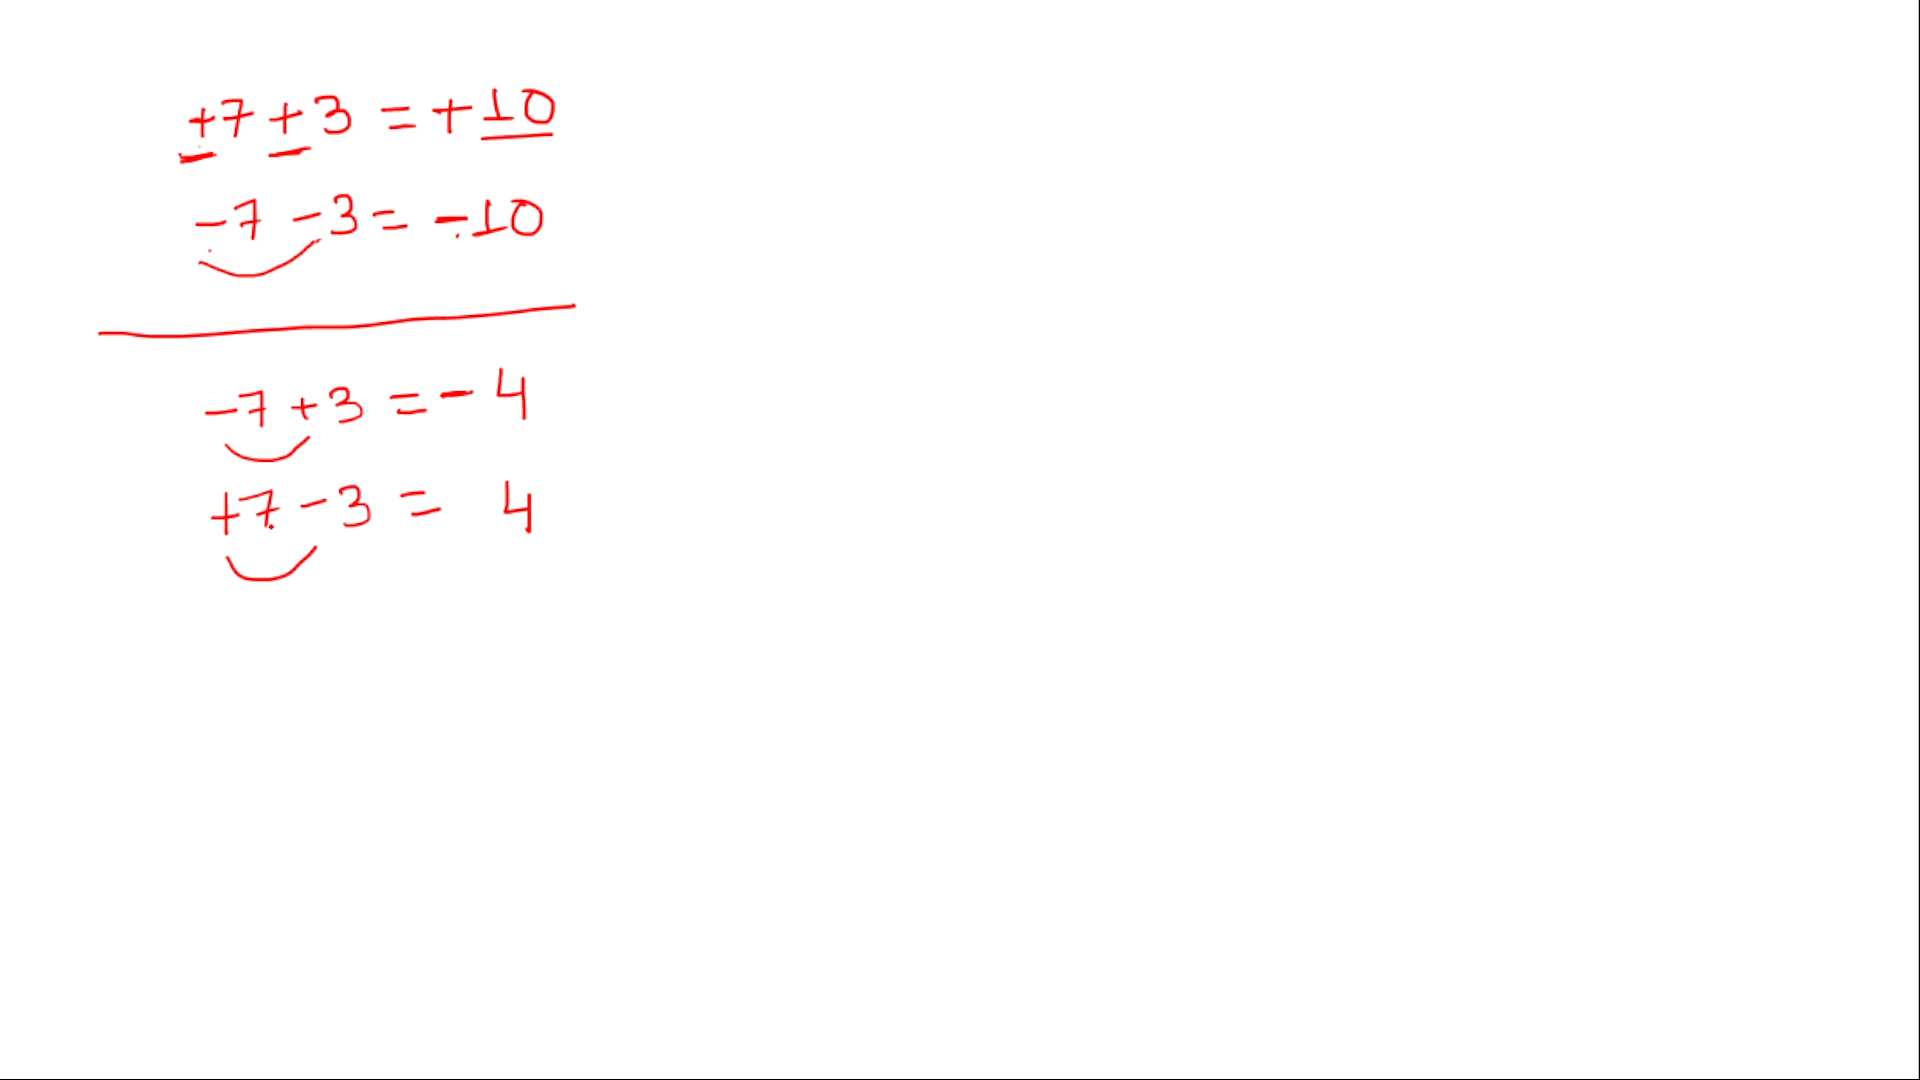 +7 + 3 = + 10
-7 - 3 = - 10
-7 + 3 = - 4
+7 - 3 = 4